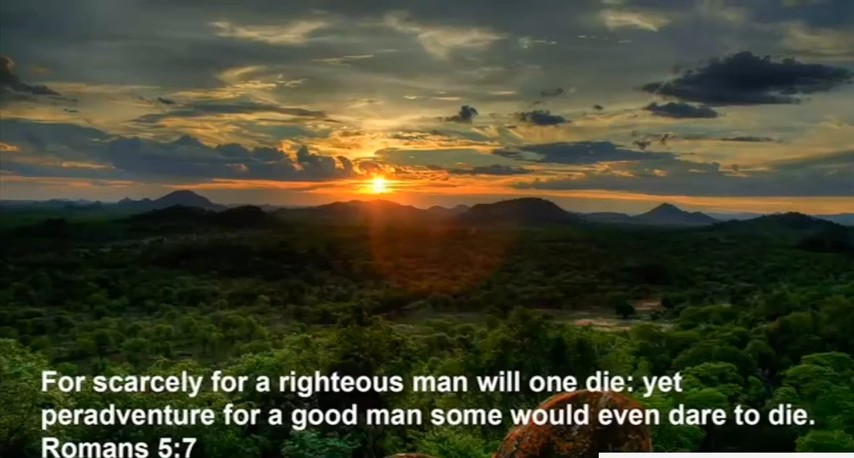 For scarcely for a righteous man will one die: yet
peradventure for a good man some would even dare to die.
Romans 5:7